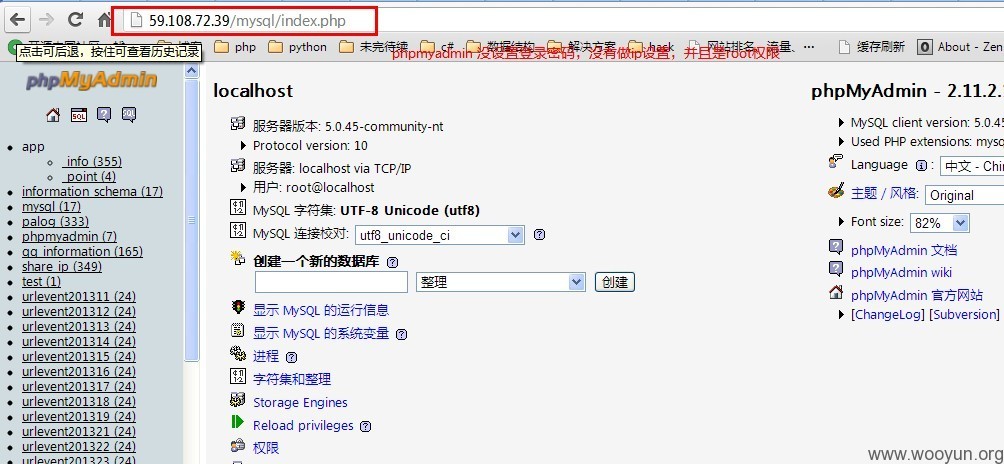 59.108.72.39/mysql/index.php
点击可后退，按住可查看历史记录
php
python
未完待续
c#
数据结构
解决方案
hask
网站排名、流量、...
缓存刷新
About - Zen
phpmyadmin 没设置登录密码，没有做ip设置，并且是root权限
phpMyAdmin
SQL
app
_info (355)
_point (4)
information_schema (17)
mysql (17)
palog (333)
phpmyadmin (7)
qq_information (165)
share_ip (349)
test (1)
urlevent201311 (24)
urlevent201312 (24)
urlevent201313 (24)
urlevent201314 (24)
urlevent201315 (24)
urlevent201316 (24)
urlevent201317 (24)
urlevent201318 (24)
urlevent201319 (24)
urlevent201321 (24)
urlevent201322 (24)
urlevent201323 (24)
localhost
服务器版本: 5.0.45-community-nt
Protocol version: 10
服务器: localhost via TCP/IP
用户: root@localhost
MySQL 字符集: UTF-8 Unicode (utf8)
MySQL 连接校对: utf8_unicode_ci
创建一个新的数据库
整理 创建
显示 MySQL 的运行信息
显示 MySQL 的系统变量
进程
字符集和整理
Storage Engines
Reload privileges
权限
phpMyAdmin - 2.11.2.
MySQL client version: 5.0.
Used PHP extensions: mysq
Language : 中文 - Chi
主题 / 风格: Original
Font size: 82%
phpMyAdmin 文档
phpMyAdmin wiki
phpMyAdmin 官方网站
[ChangeLog] [Subversion]
www.wooyun.org